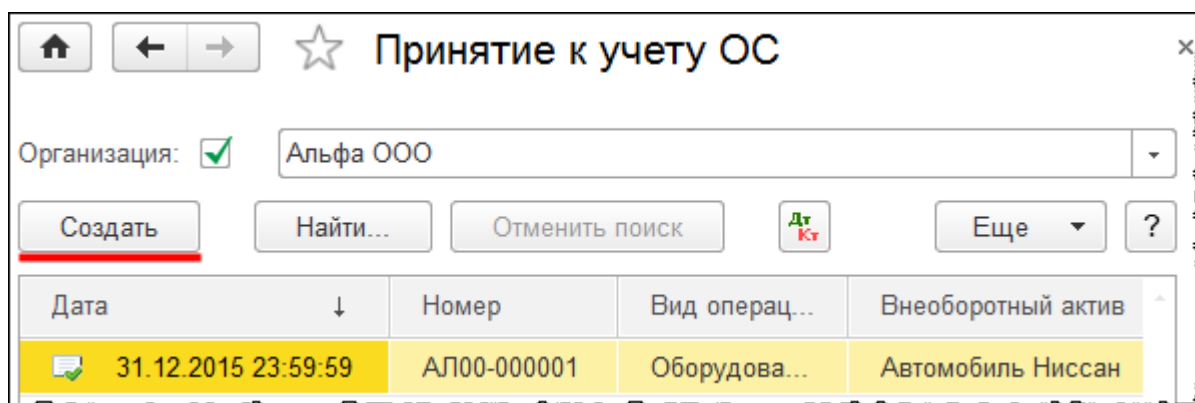 Принятие к учету ОС
Организация: Альфа ООО
Создать Найти... Отменить поиск Дт Кт Еще ?
Дата ↓ Номер Вид операц... Внеоборотный актив
31.12.2015 23:59:59 АЛ00-000001 Оборудова... Автомобиль Ниссан